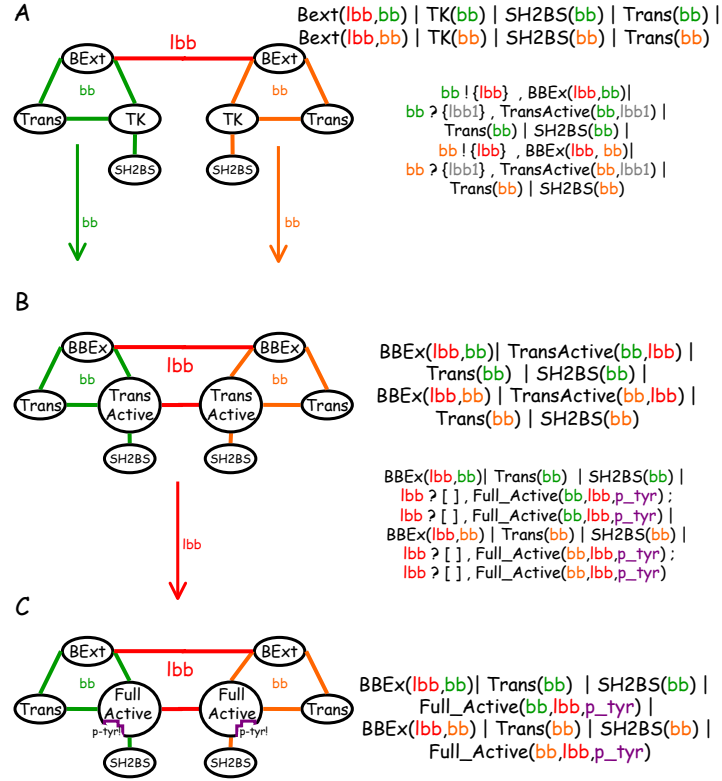 A
Bext(lbb,bb) | TK(bb) | SH2BS(bb) | Trans(bb) |
Bext(lbb,bb) | TK(bb) | SH2BS(bb) | Trans(bb) |
lbb
BExt
BExt
bb
bb
Trans
TK
TK
Trans
SH2BS
SH2BS
bb
bb
bb ! {lbb} , BBEx(lbb,bb)|
bb ? {lbb1} , TransActive(bb,lbb1) |
Trans(bb) | SH2BS(bb) |
bb ! {lbb} , BBEx(lbb, bb)|
bb ? {lbb1} , TransActive(bb,lbb1) |
Trans(bb) | SH2BS(bb)
B
BBEx
BBEx
lbb
bb
bb
Trans
Trans
Active
Trans
Active
Trans
SH2BS
SH2BS
lbb
BBEx(lbb,bb)| TransActive(bb,lbb) |
Trans(bb) | SH2BS(bb) |
BBEx(lbb,bb) | TransActive(bb,lbb) |
Trans(bb) | SH2BS(bb)
BBEx(lbb,bb)| Trans(bb) | SH2BS(bb) |
lbb ? [ ] , Full_Active(bb,lbb,p_tyr) ;
lbb ? [ ] , Full_Active(bb,lbb,p_tyr) |
BBEx(lbb,bb) | Trans(bb) | SH2BS(bb) |
lbb ? [ ] , Full_Active(bb,lbb,p_tyr) ;
lbb ? [ ] , Full_Active(bb,lbb,p_tyr)
C
BExt
BExt
lbb
bb
bb
Trans
Full
Active
p-tyr!
Full
Active
p-tyr!
Trans
SH2BS
SH2BS
BBEx(lbb,bb)| Trans(bb) | SH2BS(bb) |
Full_Active(bb,lbb,p_tyr) |
BBEx(lbb,bb) | Trans(bb) | SH2BS(bb) |
Full_Active(bb,lbb,p_tyr)